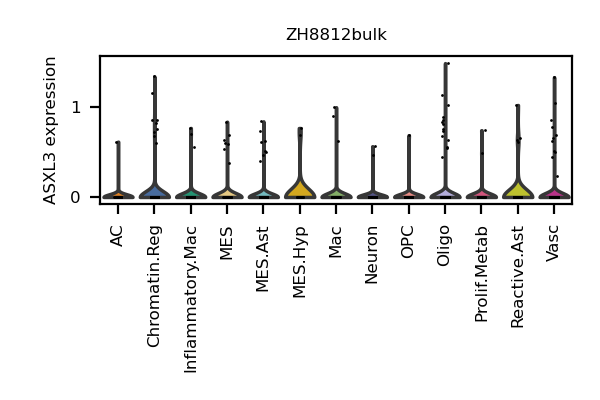 ZH8812bulk
ASXL3 expression
1
0
AC
Chromatin.Reg
Inflammatory.Mac
MES
MES.Ast
MES.Hyp
Mac
Neuron
OPC
Oligo
Prolif.Metab
Reactive.Ast
Vasc